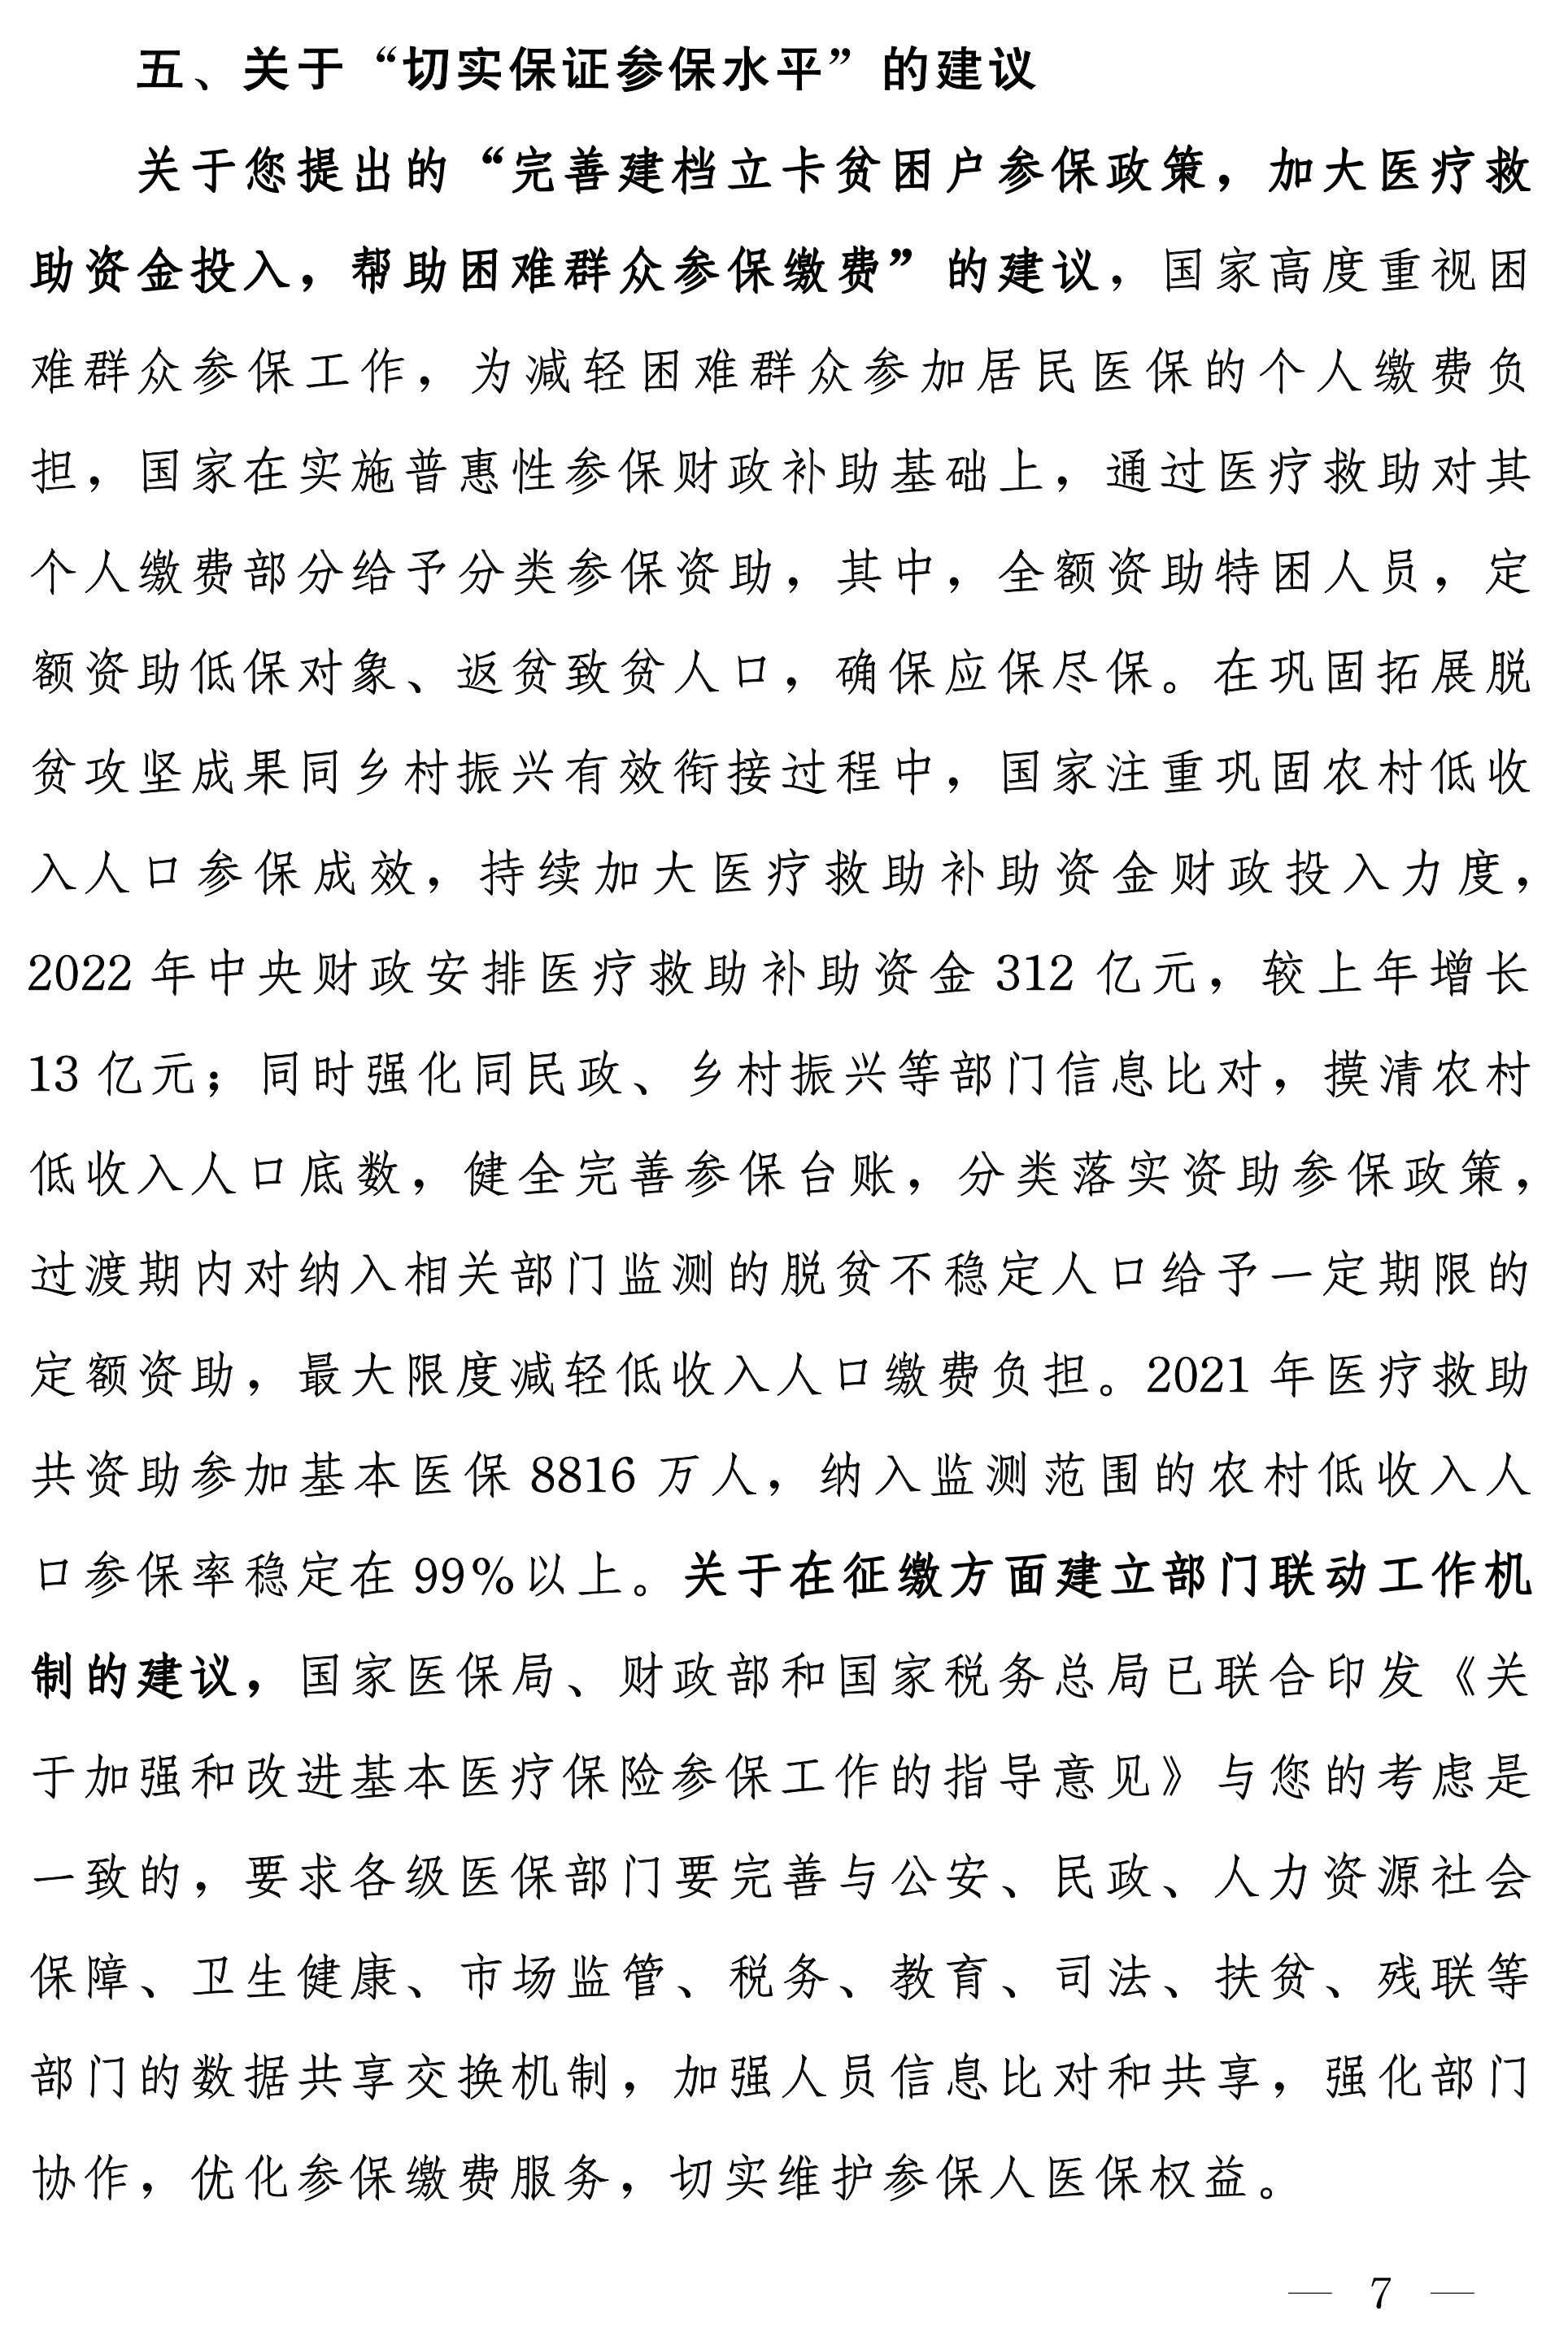 五、关于“切实保证参保水平”的建议
关于您提出的“完善建档立卡贫困户参保政策，加大医疗救
助资金投入，帮助困难群众参保缴费”的建议，国家高度重视困
难群众参保工作，为减轻困难群众参加居民医保的个人缴费负
担，国家在实施普惠性参保财政补助基础上，通过医疗救助对其
个人缴费部分给予分类参保资助，其中，全额资助特困人员，定
额资助低保对象、返贫致贫人口，确保应保尽保。在巩固拓展脱
贫攻坚成果同乡村振兴有效衔接过程中，国家注重巩固农村低收
入人口参保成效，持续加大医疗救助补助资金财政投入力度，
2022 年中央财政安排医疗救助补助资金 312 亿元，较上年增长
13 亿元；同时强化同民政、乡村振兴等部门信息比对，摸清农村
低收入人口底数，健全完善参保台账，分类落实资助参保政策，
过渡期内对纳入相关部门监测的脱贫不稳定人口给予一定期限的
定额资助，最大限度减轻低收入人口缴费负担。2021 年医疗救助
共资助参加基本医保 8816 万人，纳入监测范围的农村低收入人
口参保率稳定在 99%以上。关于在征缴方面建立部门联动工作机
制的建议，国家医保局、财政部和国家税务总局已联合印发《关
于加强和改进基本医疗保险参保工作的指导意见》与您的考虑是
一致的，要求各级医保部门要完善与公安、民政、人力资源社会
保障、卫生健康、市场监管、税务、教育、司法、扶贫、残联等
部门的数据共享交换机制，加强人员信息比对和共享，强化部门
协作，优化参保缴费服务，切实维护参保人医保权益。
— 7 —